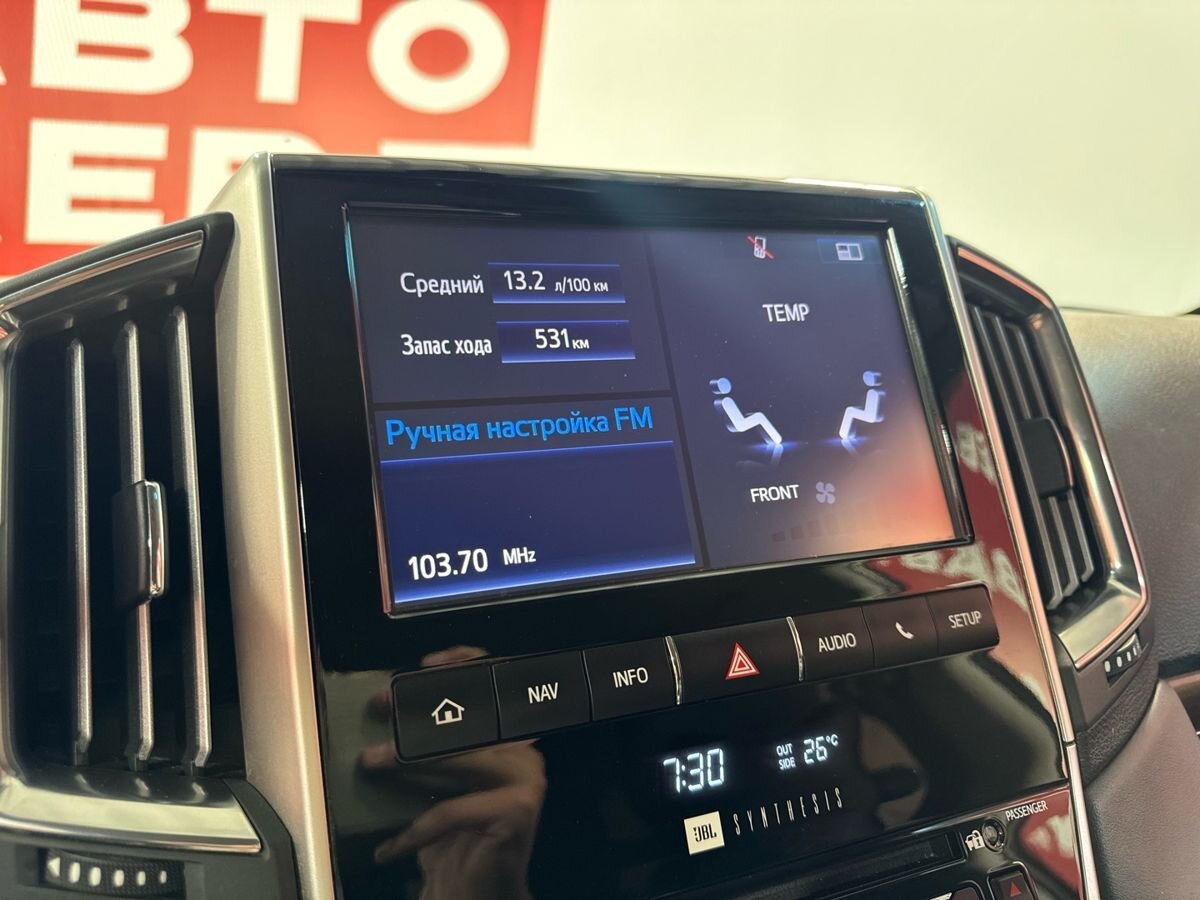 АВТО
Средний 13.2 л/100 км
Запас хода 531 км
TEMP
Ручная настройка FM
103.70 MHz
FRONT
NAV
INFO
AUDIO
SETUP
7:30
OUT SIDE 26°C
JBL SYNTHESIS
PASSENGER